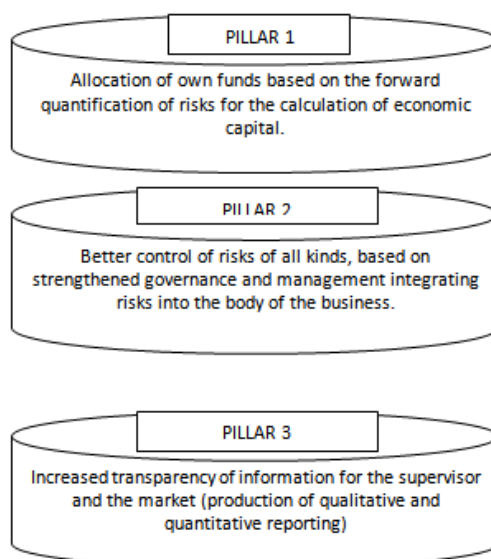 PILLAR 1
Allocation of own funds based on the forward
quantification of risks for the calculation of economic
capital.
PILLAR 2
Better control of risks of all kinds, based on
strengthened governance and management integrating
risks into the body of the business.
PILLAR 3
Increased transparency of information for the supervisor
and the market (production of qualitative and
quantitative reporting)